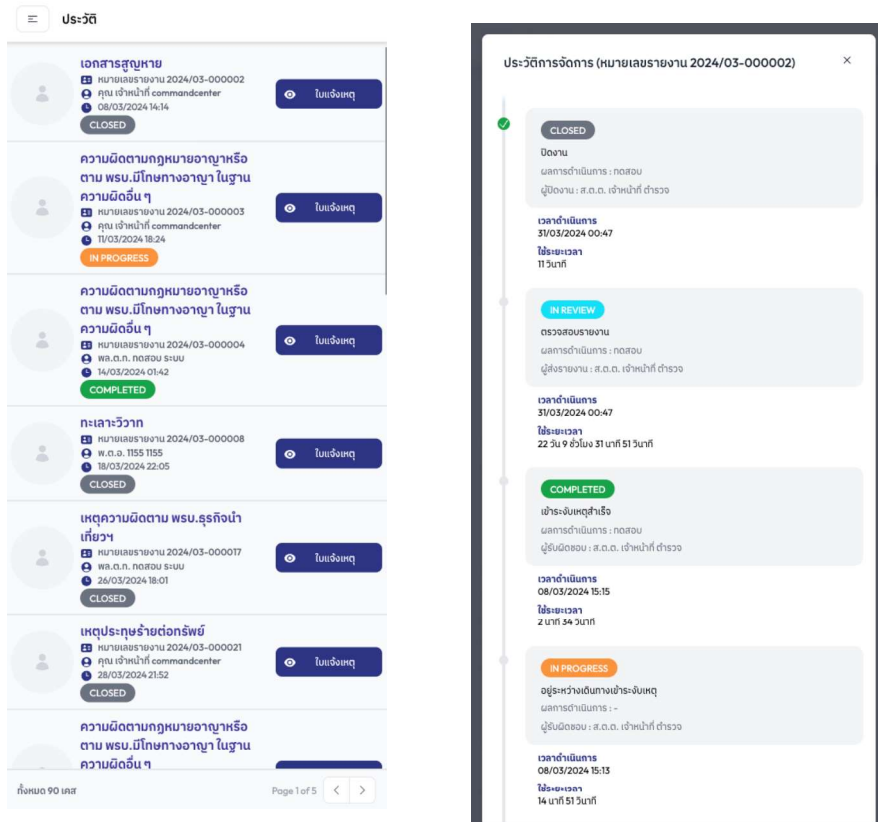 ประวัติ
เอกสารสูญหาย
หมายเลขรายงาน 2024/03-000002
คุณ เจ้าหน้าที่ commandcenter
08/03/2024 14:14
CLOSED
ใบแจ้งเหตุ
ความผิดตามกฎหมายอาญาหรือ
ตาม พรบ.มีโทษทางอาญา ในฐาน
ความผิดอื่น ๆ
หมายเลขรายงาน 2024/03-000003
คุณ เจ้าหน้าที่ commandcenter
11/03/2024 18:24
IN PROGRESS
ใบแจ้งเหตุ
ความผิดตามกฎหมายอาญาหรือ
ตาม พรบ.มีโทษทางอาญา ในฐาน
ความผิดอื่น ๆ
หมายเลขรายงาน 2024/03-000004
พล.ต.ท. ทดสอบ ระบบ
14/03/2024 01:42
COMPLETED
ใบแจ้งเหตุ
ทะเลาะวิวาท
หมายเลขรายงาน 2024/03-000008
พ.ต.อ. 1155 1155
18/03/2024 22:05
CLOSED
ใบแจ้งเหตุ
เหตุความผิดตาม พรบ.ธุรกิจนำ
เที่ยวฯ
หมายเลขรายงาน 2024/03-000017
พล.ต.ท. ทดสอบ ระบบ
26/03/2024 18:01
CLOSED
ใบแจ้งเหตุ
เหตุประทุษร้ายต่อทรัพย์
หมายเลขรายงาน 2024/03-000021
คุณ เจ้าหน้าที่ commandcenter
28/03/2024 21:52
CLOSED
ใบแจ้งเหตุ
ความผิดตามกฎหมายอาญาหรือ
ตาม พรบ.มีโทษทางอาญา ในฐาน
ความผิดอื่น ๆ
ทั้งหมด 90 เคส
Page 1 of 5
ประวัติการจัดการ (หมายเลขรายงาน 2024/03-000002)
CLOSED
ปิดงาน
ผลการดำเนินการ : ทดสอบ
ผู้ปิดงาน : ส.ต.ต. เจ้าหน้าที่ ตำรวจ
เวลาดำเนินการ
31/03/2024 00:47
ใช้ระยะเวลา
11 วินาที
IN REVIEW
ตรวจสอบรายงาน
ผลการดำเนินการ : ทดสอบ
ผู้ส่งรายงาน : ส.ต.ต. เจ้าหน้าที่ ตำรวจ
เวลาดำเนินการ
31/03/2024 00:47
ใช้ระยะเวลา
22 วัน 9 ชั่วโมง 31 นาที 51 วินาที
COMPLETED
เข้าระงับเหตุสำเร็จ
ผลการดำเนินการ : ทดสอบ
ผู้รับผิดชอบ : ส.ต.ต. เจ้าหน้าที่ ตำรวจ
เวลาดำเนินการ
08/03/2024 15:15
ใช้ระยะเวลา
2 นาที 34 วินาที
IN PROGRESS
อยู่ระหว่างเดินทางเข้าระงับเหตุ
ผลการดำเนินการ : -
ผู้รับผิดชอบ : ส.ต.ต. เจ้าหน้าที่ ตำรวจ
เวลาดำเนินการ
08/03/2024 15:13
ใช้ระยะเวลา
14 นาที 51 วินาที